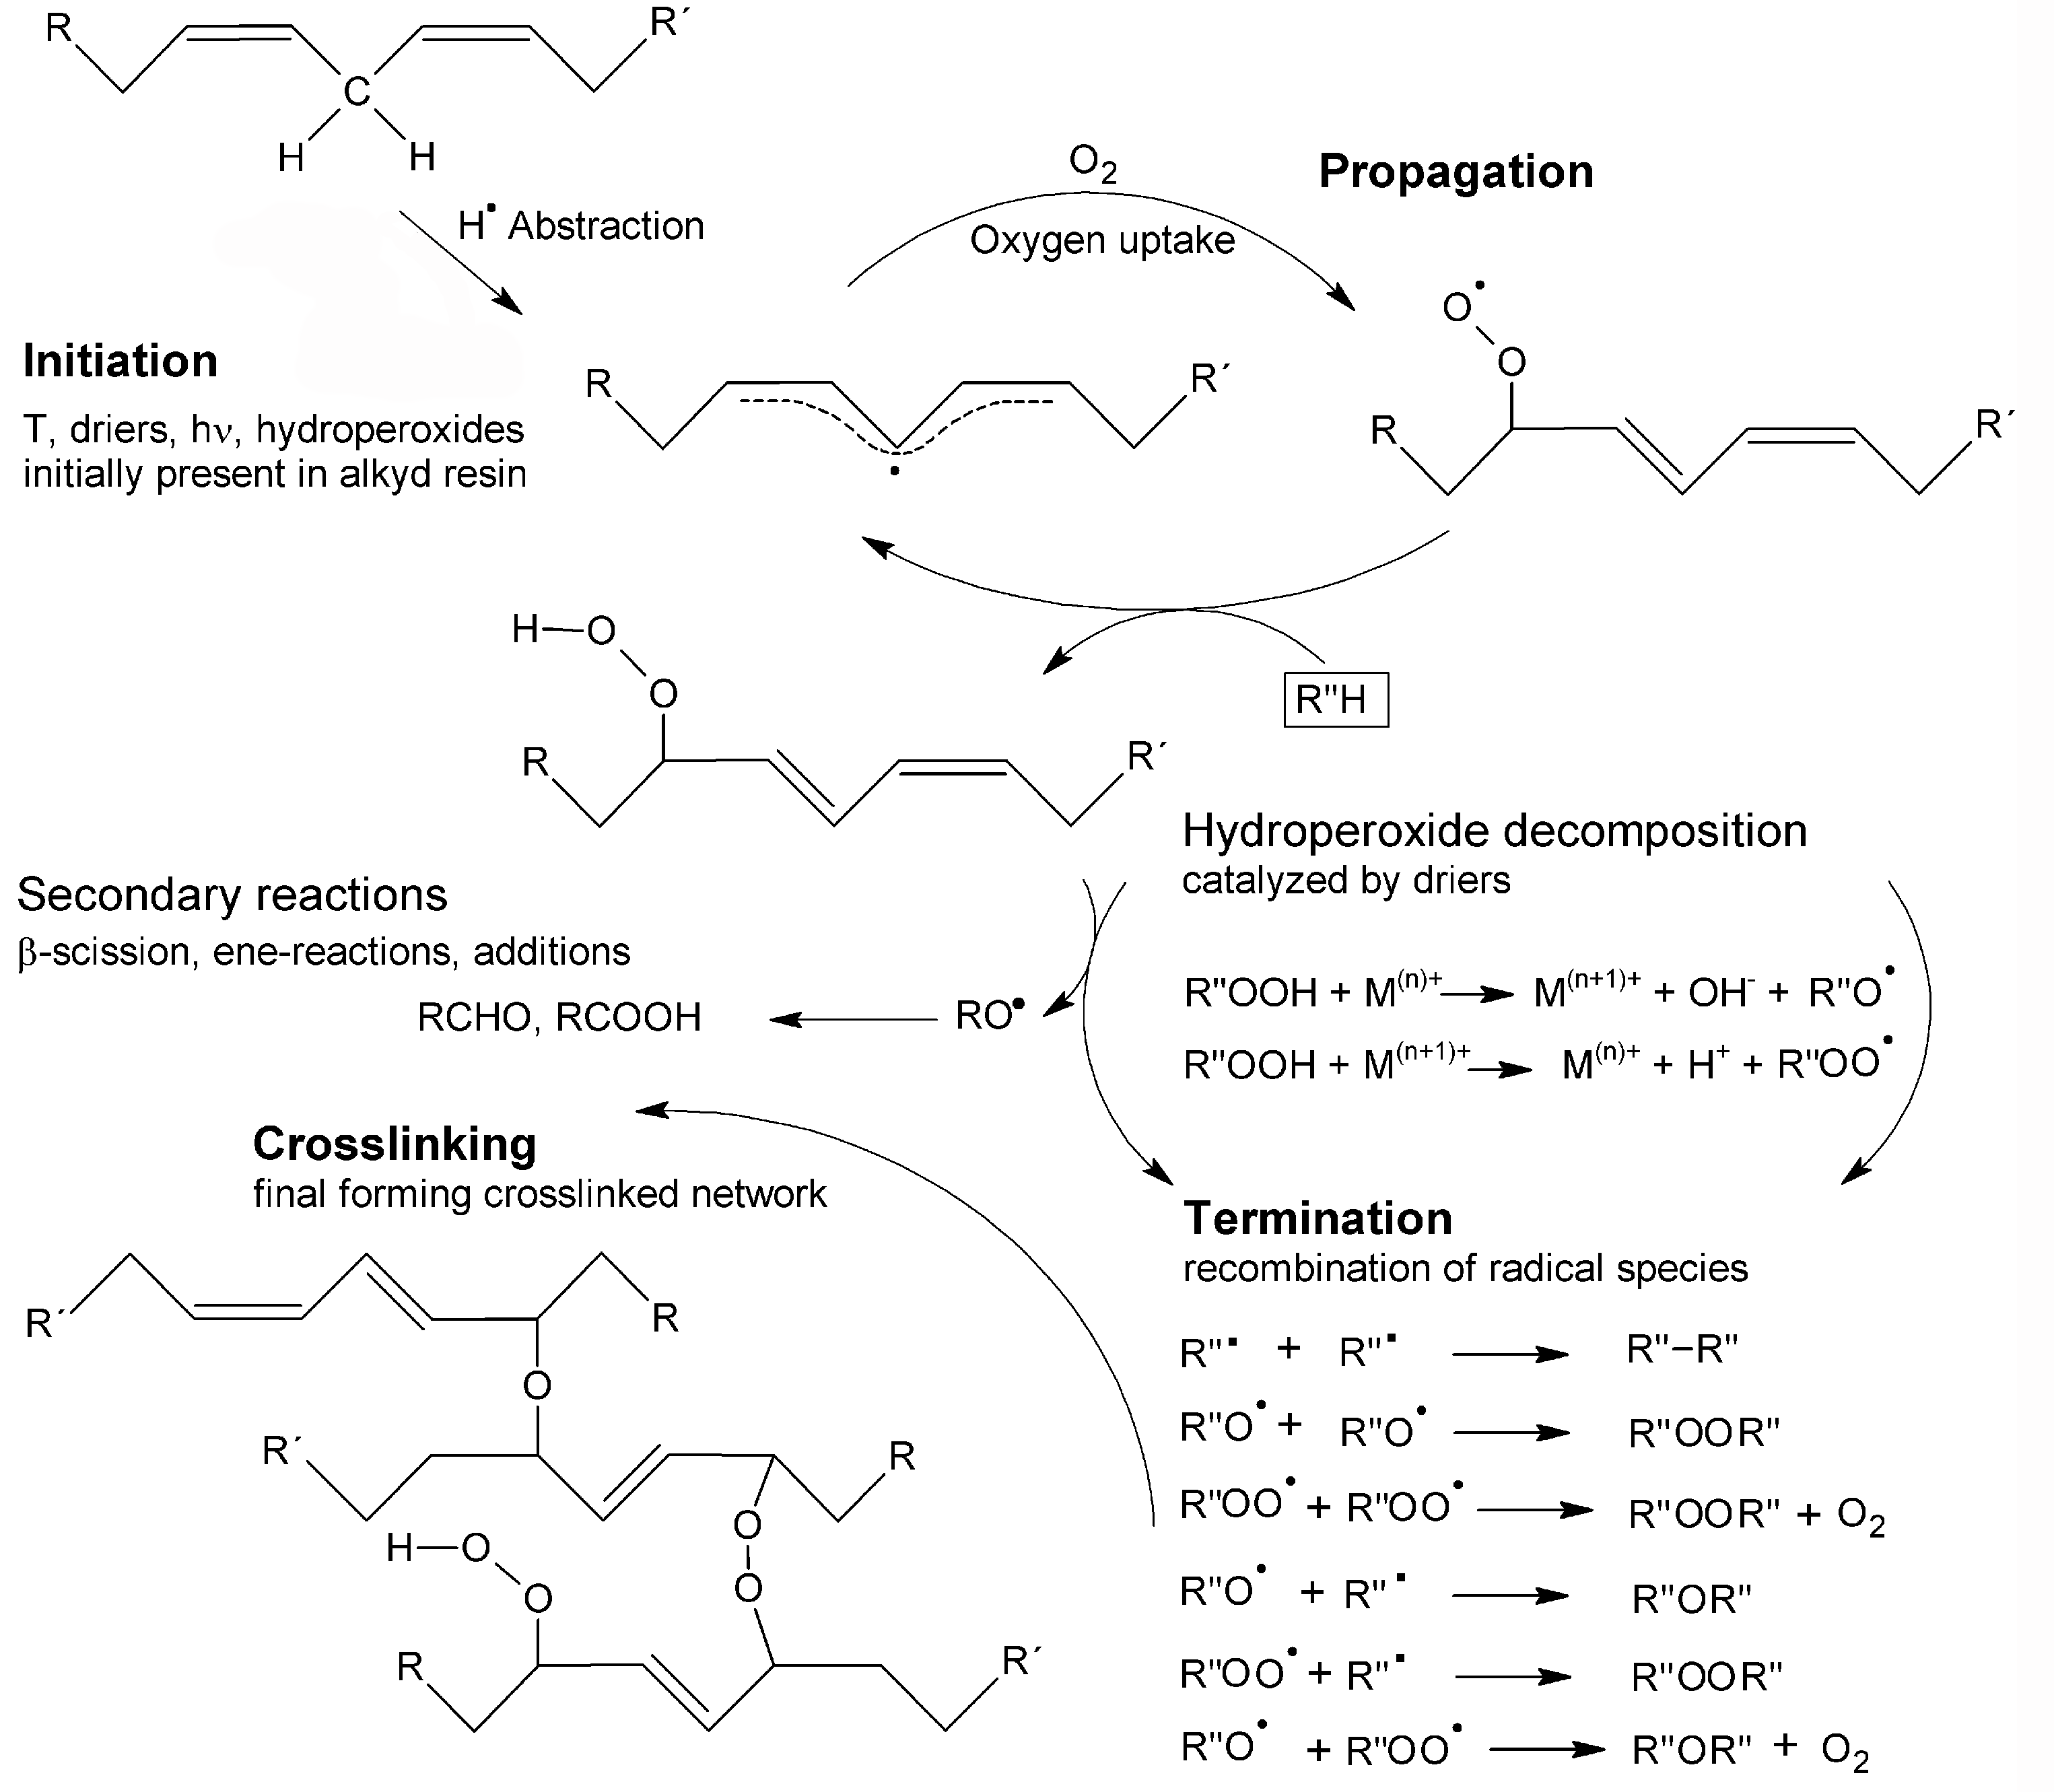 R
R´
C
H
H
H• Abstraction
O2
Oxygen uptake
Propagation
Initiation
T, driers, hν, hydroperoxides
initially present in alkyd resin
R
R´
•
O•
O
R
R´
R"H
H—O
O
R
R´
Hydroperoxide decomposition
catalyzed by driers
R"OOH + M(n)+ → M(n+1)+ + OH- + R"O•
R"OOH + M(n+1)+ → M(n)+ + H+ + R"OO•
Secondary reactions
β-scission, ene-reactions, additions
RCHO, RCOOH ← RO•
Crosslinking
final forming crosslinked network
R´
R
O
R´
R
O
O
H—O
O
R
R´
Termination
recombination of radical species
R"• + R"• → R"–R"
R"O• + R"O• → R"OOR"
R"OO• + R"OO• → R"OOR" + O2
R"O• + R"• → R"OR"
R"OO• + R"• → R"OOR"
R"O• + R"OO• → R"OR" + O2